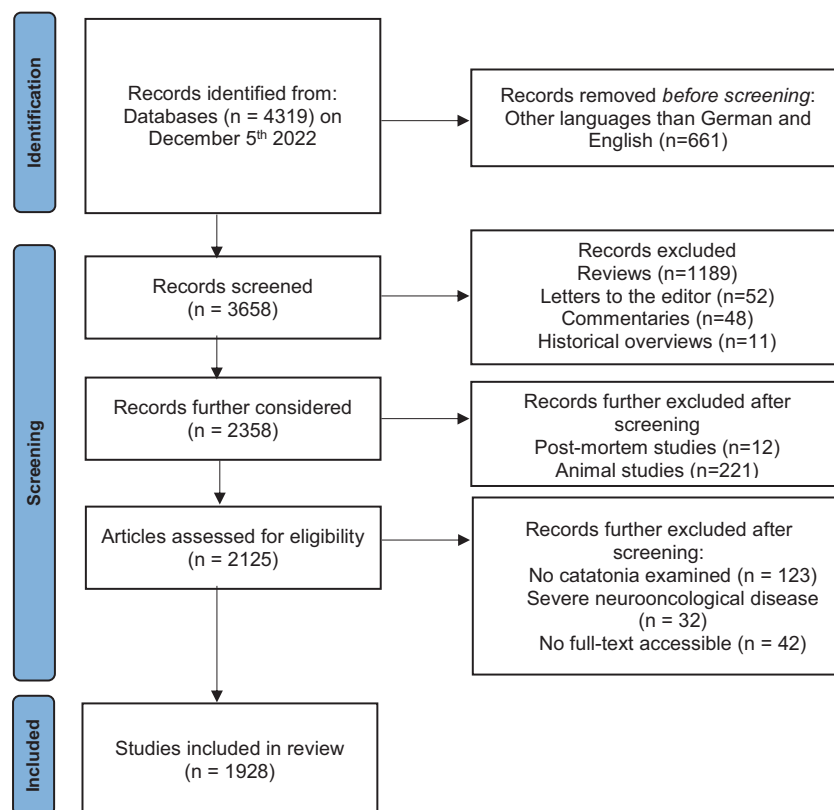 Identification
Records identified from:
Databases (n = 4319) on
December 5th 2022
Records removed before screening:
Other languages than German and
English (n=661)
Screening
Records screened
(n = 3658)
Records excluded
Reviews (n=1189)
Letters to the editor (n=52)
Commentaries (n=48)
Historical overviews (n=11)
Records further considered
(n = 2358)
Records further excluded after
screening
Post-mortem studies (n=12)
Animal studies (n=221)
Articles assessed for eligibility
(n = 2125)
Records further excluded after
screening:
No catatonia examined (n = 123)
Severe neurooncological disease
(n = 32)
No full-text accessible (n = 42)
Included
Studies included in review
(n = 1928)